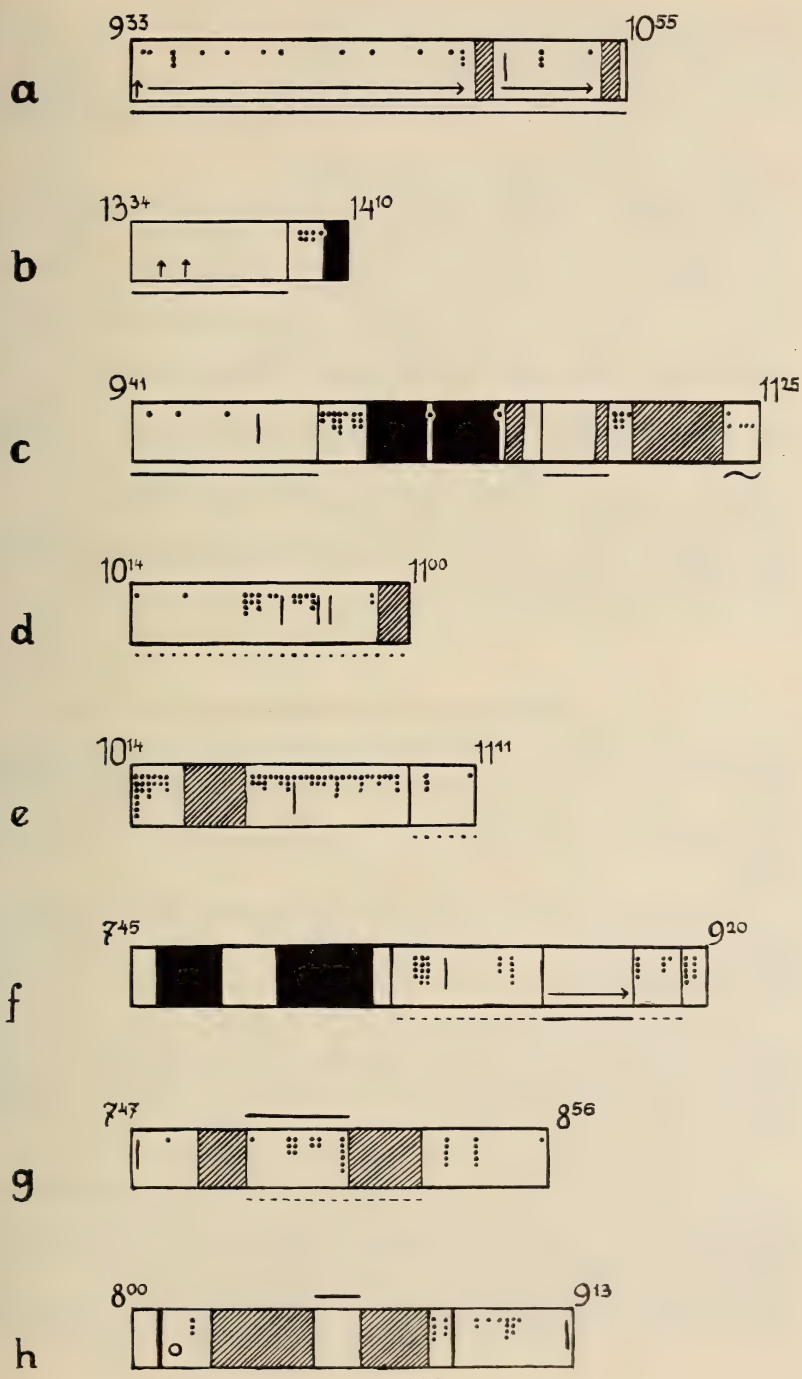 9³³ 10⁵⁵
a
13³⁴ 14¹⁰
b
9⁴¹ 11²⁵
c
10¹⁴ 11⁰⁰
d
10¹⁴ 11¹¹
e
7⁴⁵ 9²⁰
f
7⁴⁷ 8⁵⁶
g
8⁰⁰ 9¹³
h